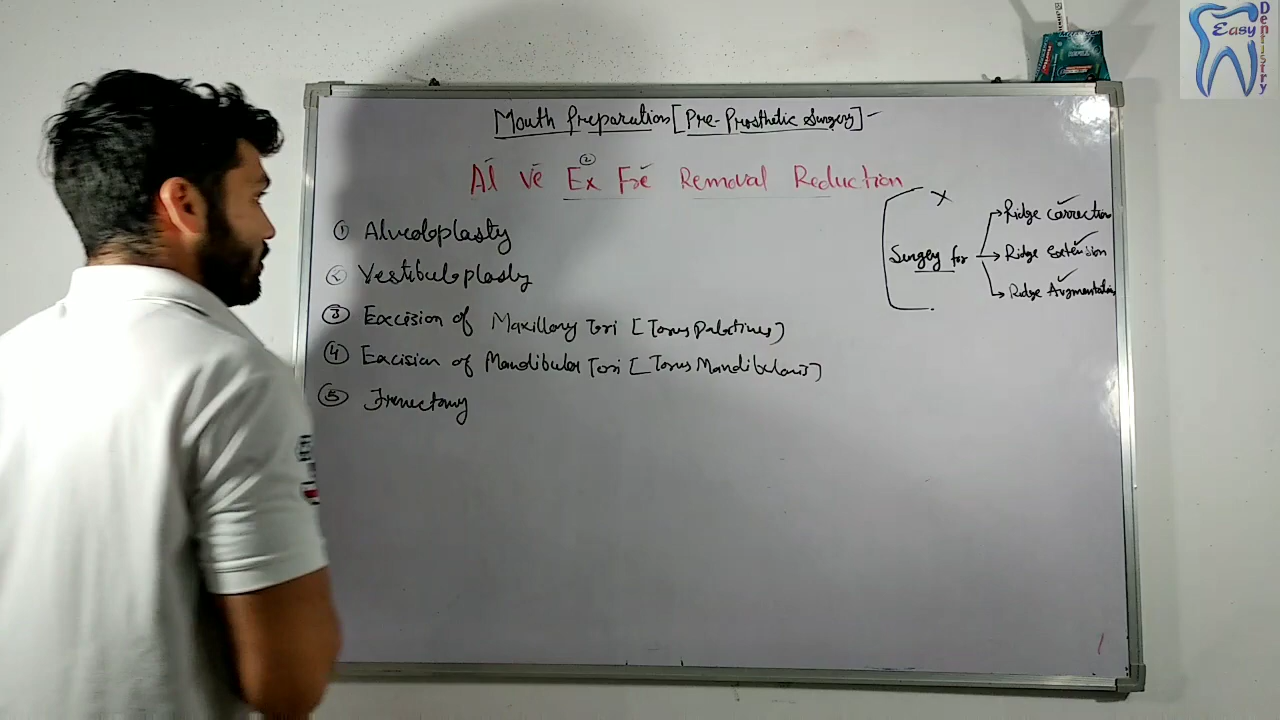 Easy Dentistry
Mouth Preparation [Pre-Prosthetic Surgery] -
②
Al Ve Ex Fre Removal Reduction
① Alveoloplasty
② Vestibuloplasty
③ Excision of Maxillary Tori [Torus Palatinus]
④ Excision of Mandibular Tori [Torus Mandibularis]
⑤ Frenectomy
x
Surgery for
→ Ridge Correction
→ Ridge Extension
→ Ridge Augmentation